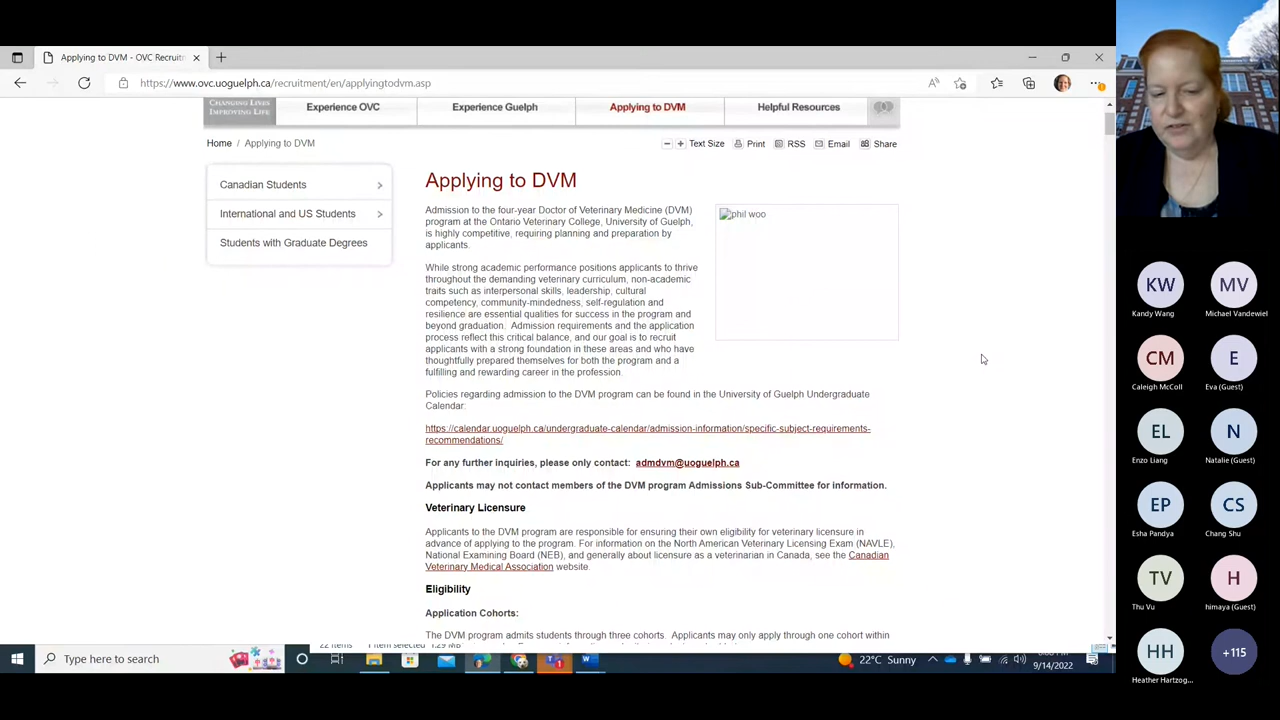 Applying to DVM - OVC Recruitm
https://www.ovc.uoguelph.ca/recruitment/en/applyingtodvm.asp
CHANGING LIVES
IMPROVING LIFE
Experience OVC
Experience Guelph
Applying to DVM
Helpful Resources
Home / Applying to DVM
Text Size
Print
RSS
Email
Share
Canadian Students
International and US Students
Students with Graduate Degrees
Applying to DVM
phil woo
Admission to the four-year Doctor of Veterinary Medicine (DVM)
program at the Ontario Veterinary College, University of Guelph,
is highly competitive, requiring planning and preparation by
applicants.
While strong academic performance positions applicants to thrive
throughout the demanding veterinary curriculum, non-academic
traits such as interpersonal skills, leadership, cultural
competency, community-mindedness, self-regulation and
resilience are essential qualities for success in the program and
beyond graduation. Admission requirements and the application
process reflect this critical balance, and our goal is to recruit
applicants with a strong foundation in these areas and who have
thoughtfully prepared themselves for both the program and a
fulfilling and rewarding career in the profession.
Policies regarding admission to the DVM program can be found in the University of Guelph Undergraduate
Calendar:
https://calendar.uoguelph.ca/undergraduate-calendar/admission-information/specific-subject-requirements-
recommendations/
For any further inquiries, please only contact: admdvm@uoguelph.ca
Applicants may not contact members of the DVM program Admissions Sub-Committee for information.
Veterinary Licensure
Applicants to the DVM program are responsible for ensuring their own eligibility for veterinary licensure in
advance of applying to the program. For information on the North American Veterinary Licensing Exam (NAVLE),
National Examining Board (NEB), and generally about licensure as a veterinarian in Canada, see the Canadian
Veterinary Medical Association website.
Eligibility
Application Cohorts:
The DVM program admits students through three cohorts. Applicants may only apply through one cohort within
22 items
1 item selected 1.29 MB
Type here to search
22°C Sunny
9/14/2022
KW
Kandy Wang
MV
Michael Vandewiel
CM
Caleigh McColl
E
Eva (Guest)
EL
Enzo Liang
N
Natalie (Guest)
EP
Esha Pandya
CS
Chang Shu
TV
Thu Vu
H
himaya (Guest)
HH
Heather Hartzog...
+115